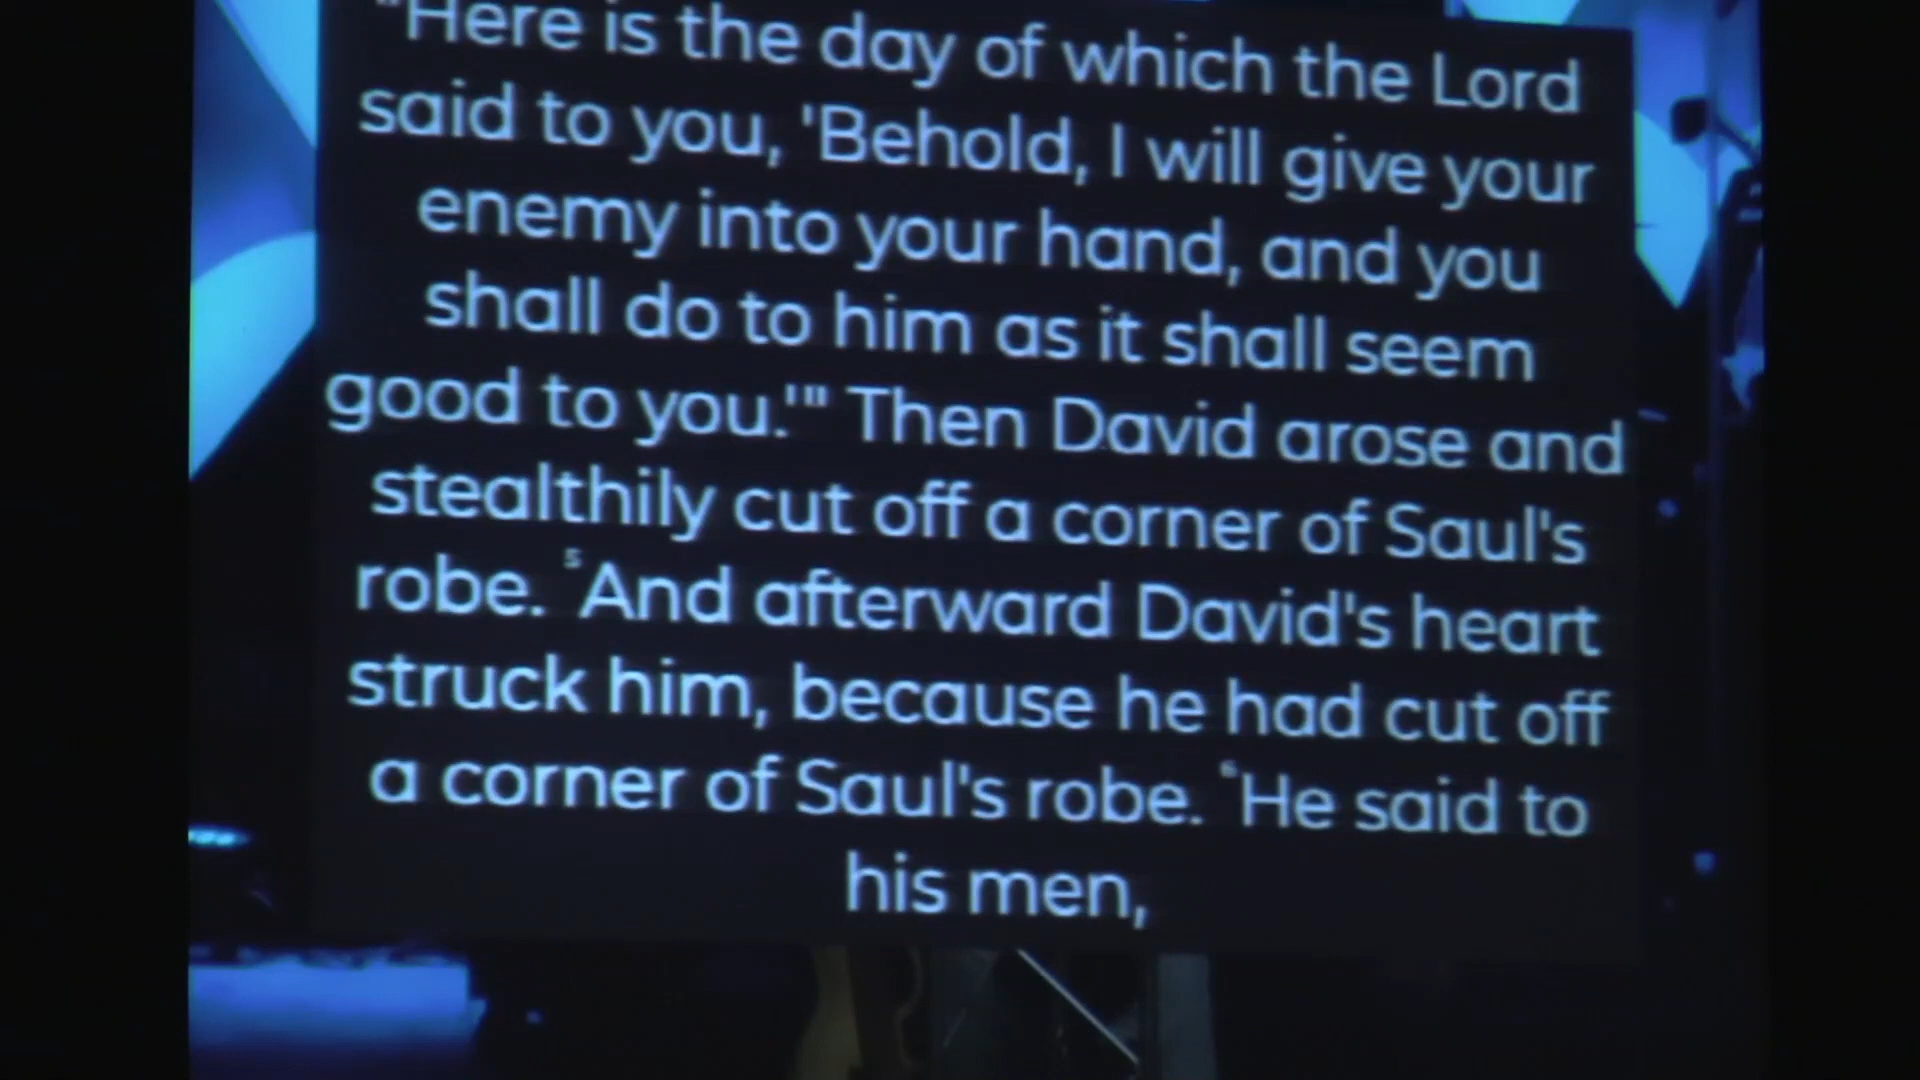 "Here is the day of which the Lord
said to you, 'Behold, I will give your
enemy into your hand, and you
shall do to him as it shall seem
good to you.'" Then David arose and
stealthily cut off a corner of Saul's
robe. 5 And afterward David's heart
struck him, because he had cut off
a corner of Saul's robe. 6 He said to
his men,